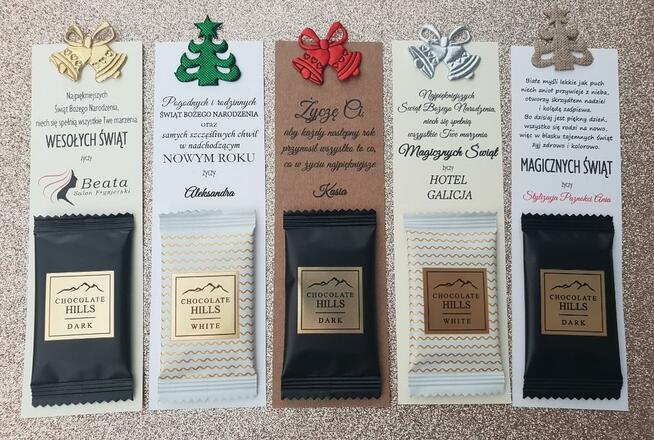 Najpiękniejszych
Świąt Bożego Narodzenia,
niech się spełnią wszystkie Twe marzenia
WESOŁYCH ŚWIĄT
życzy
Beata
Salon Fryzjerski
CHOCOLATE
HILLS
DARK
Pogodnych i rodzinnych
ŚWIĄT BOŻEGO NARODZENIA
oraz
samych szczęśliwych chwil
w nadchodzącym
NOWYM ROKU
życzy
Aleksandra
CHOCOLATE
HILLS
WHITE
Życzę Ci,
aby każdy następny rok
przynosił wszystko to, co,
co w życiu najpiękniejsze
Kasia
CHOCOLATE
HILLS
DARK
Najpiękniejszych
Świąt Bożego Narodzenia,
niech się spełnią
wszystkie Twe marzenia
Magicznych Świąt
życzy
HOTEL
GALICJA
CHOCOLATE
HILLS
WHITE
Białe myśli lekkie jak puch
niech anioł przywieje z nieba,
otworzy skrzydłem nadziei
i kolędę zaśpiewa.
Bo dzisiaj jest piękny dzień,
wszystko się rodzi na nowo,
więc w blasku tajemnych świąt
żyj zdrowo i kolorowo.
MAGICZNYCH ŚWIĄT
życzy
Stylizacja Paznokci Ania
CHOCOLATE
HILLS
DARK